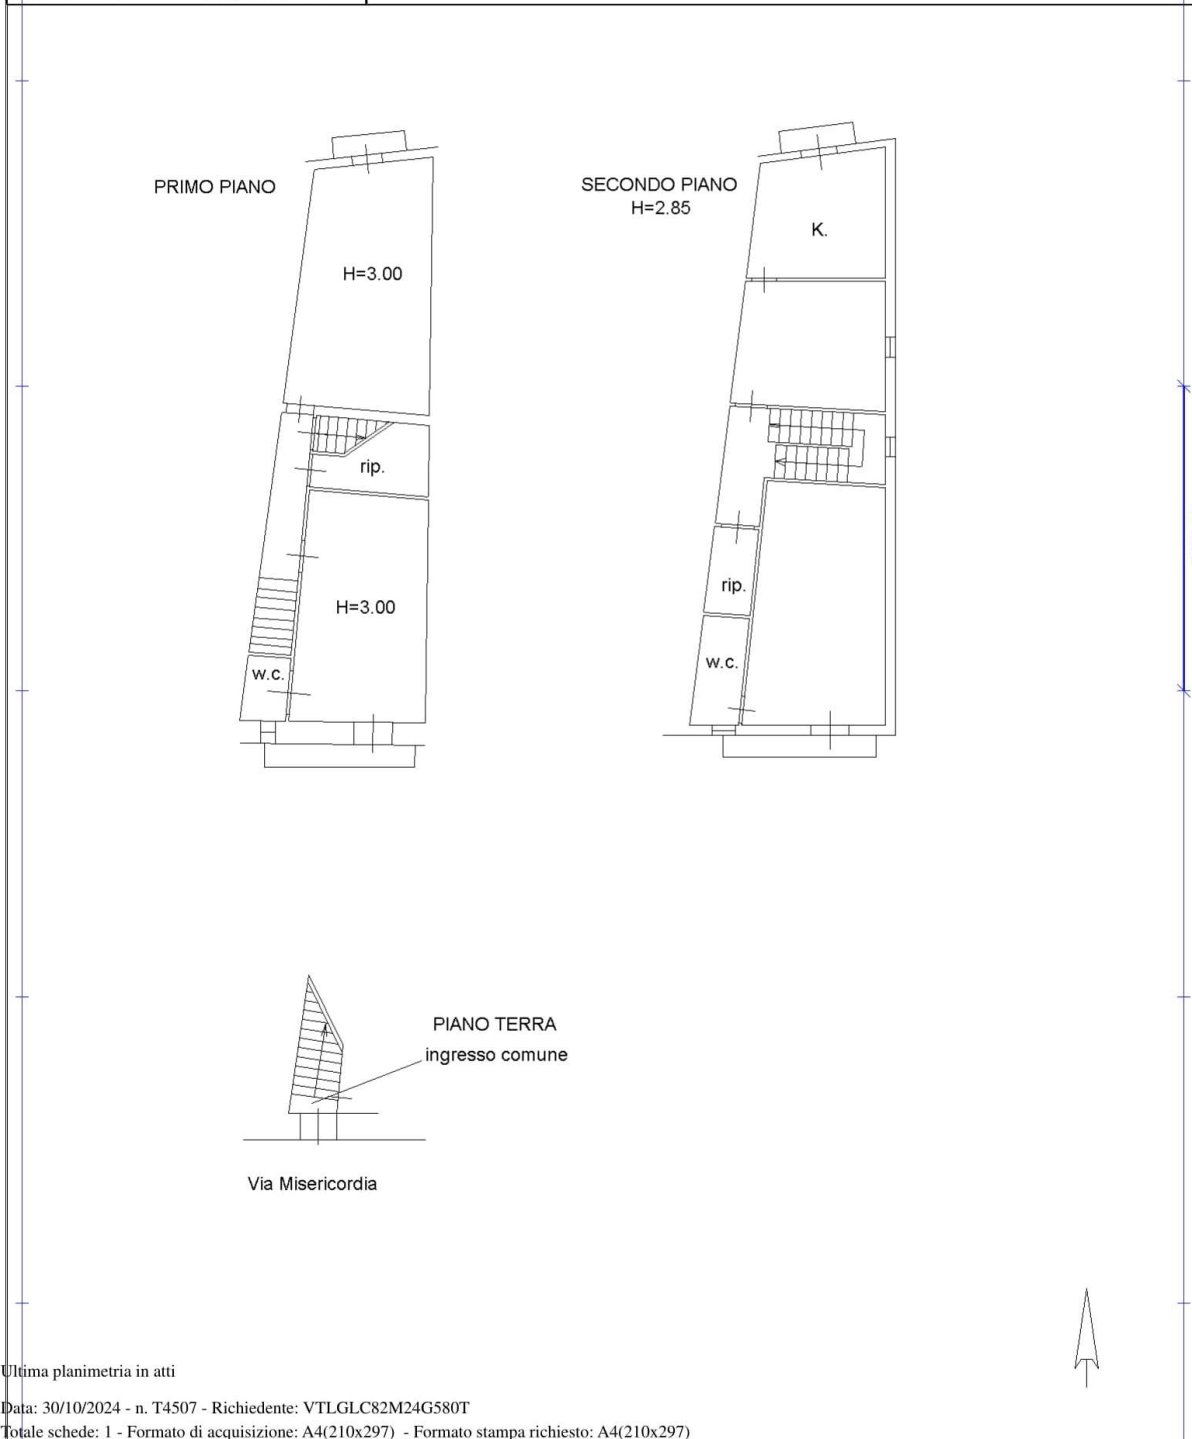 PRIMO PIANO
H=3.00
rip.
H=3.00
w.c.
SECONDO PIANO
H=2.85
K.
rip.
w.c.
PIANO TERRA
ingresso comune
Via Misericordia
Ultima planimetria in atti
Data: 30/10/2024 - n. T4507 - Richiedente: VTLGLC82M24G580T
Totale schede: 1 - Formato di acquisizione: A4(210x297) - Formato stampa richiesto: A4(210x297)